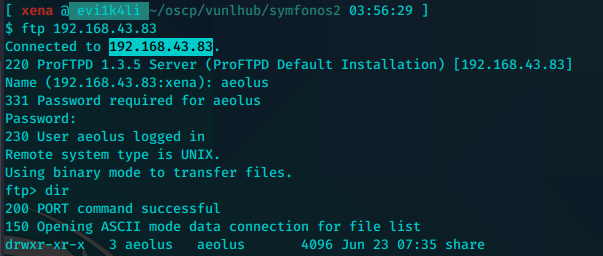 [ xena @ evi1k4li ~/oscp/vunlhub/symfonos2 03:56:29 ]
$ ftp 192.168.43.83
Connected to 192.168.43.83.
220 ProFTPD 1.3.5 Server (ProFTPD Default Installation) [192.168.43.83]
Name (192.168.43.83:xena): aeolus
331 Password required for aeolus
Password:
230 User aeolus logged in
Remote system type is UNIX.
Using binary mode to transfer files.
ftp> dir
200 PORT command successful
150 Opening ASCII mode data connection for file list
drwxr-xr-x   3 aeolus   aeolus       4096 Jun 23 07:35 share